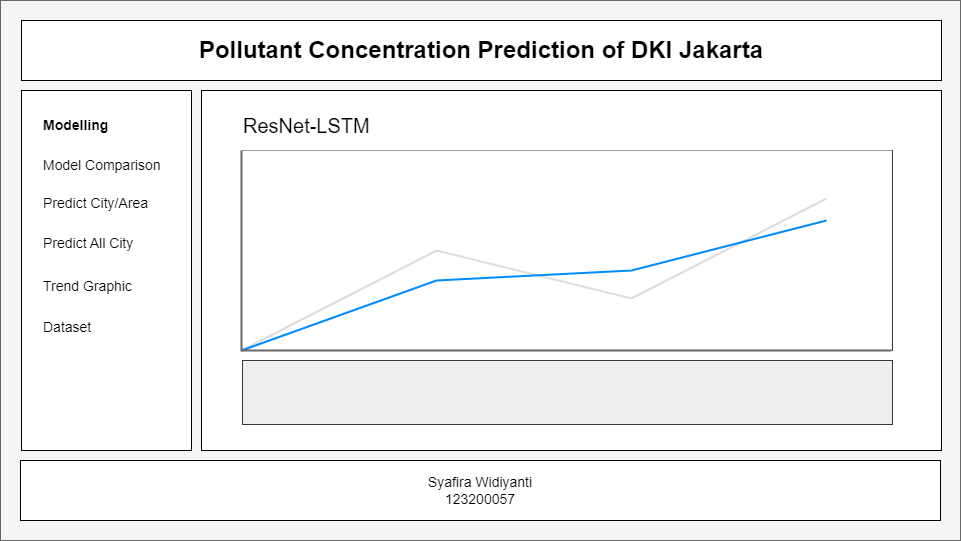 Pollutant Concentration Prediction of DKI Jakarta
Modelling
Model Comparison
Predict City/Area
Predict All City
Trend Graphic
Dataset
ResNet-LSTM
Syafira Widiyanti
123200057